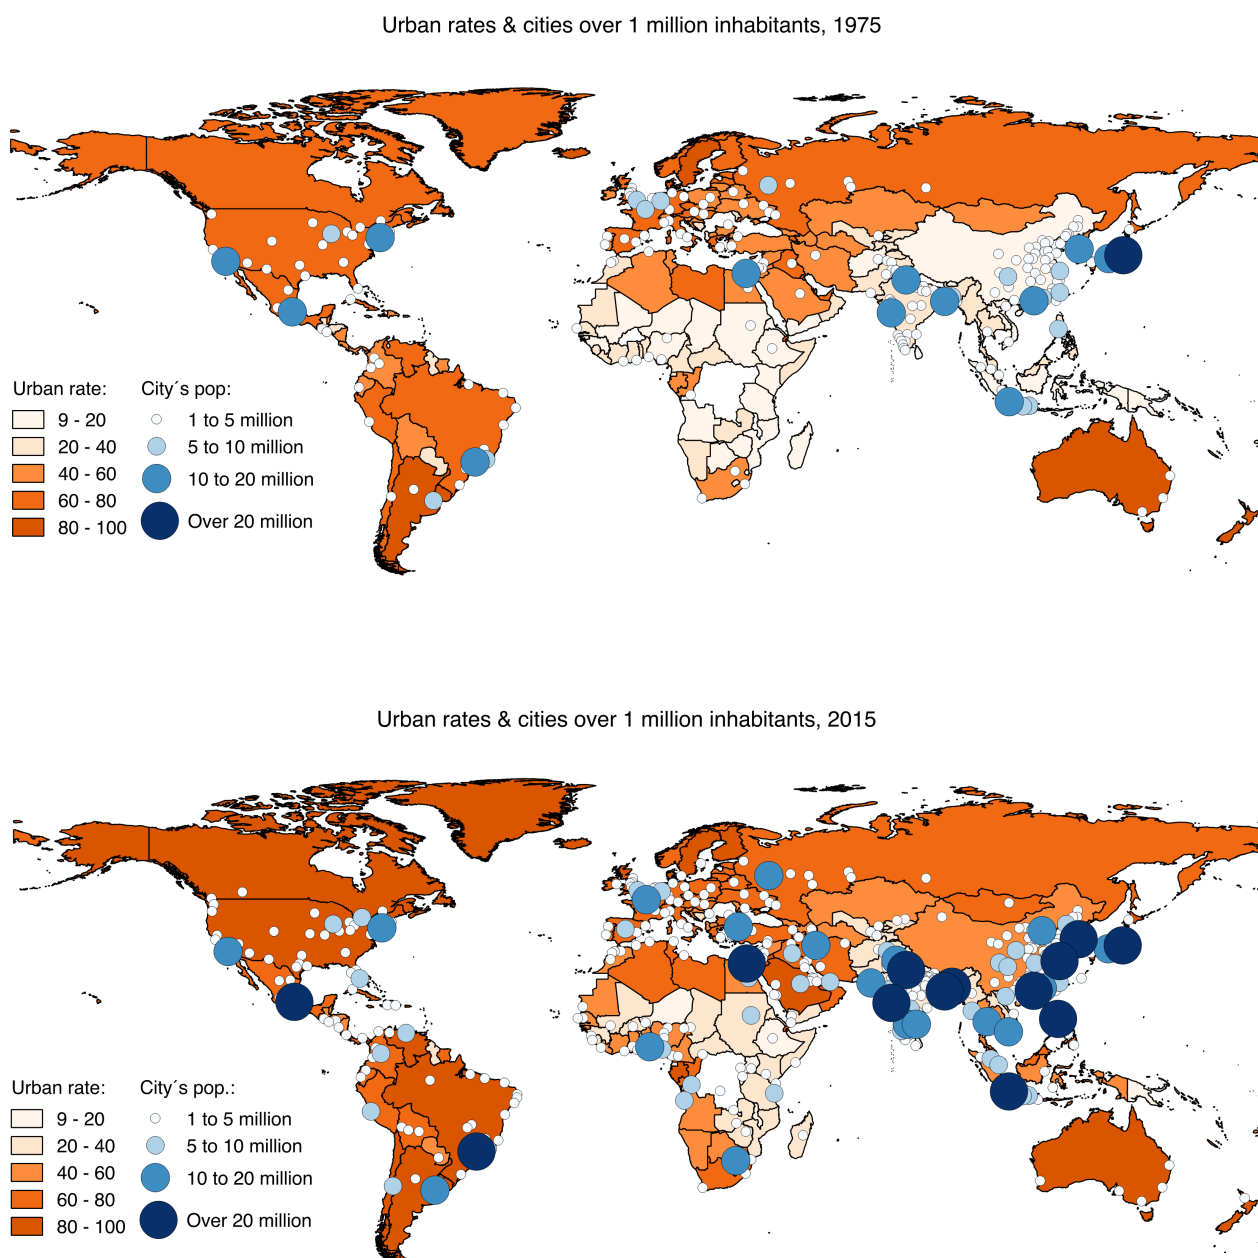 Urban rates & cities over 1 million inhabitants, 1975
Urban rate: City´s pop:
9 - 20 1 to 5 million
20 - 40 5 to 10 million
40 - 60 10 to 20 million
60 - 80
80 - 100 Over 20 million
Urban rates & cities over 1 million inhabitants, 2015
Urban rate: City´s pop.:
9 - 20 1 to 5 million
20 - 40 5 to 10 million
40 - 60 10 to 20 million
60 - 80
80 - 100 Over 20 million